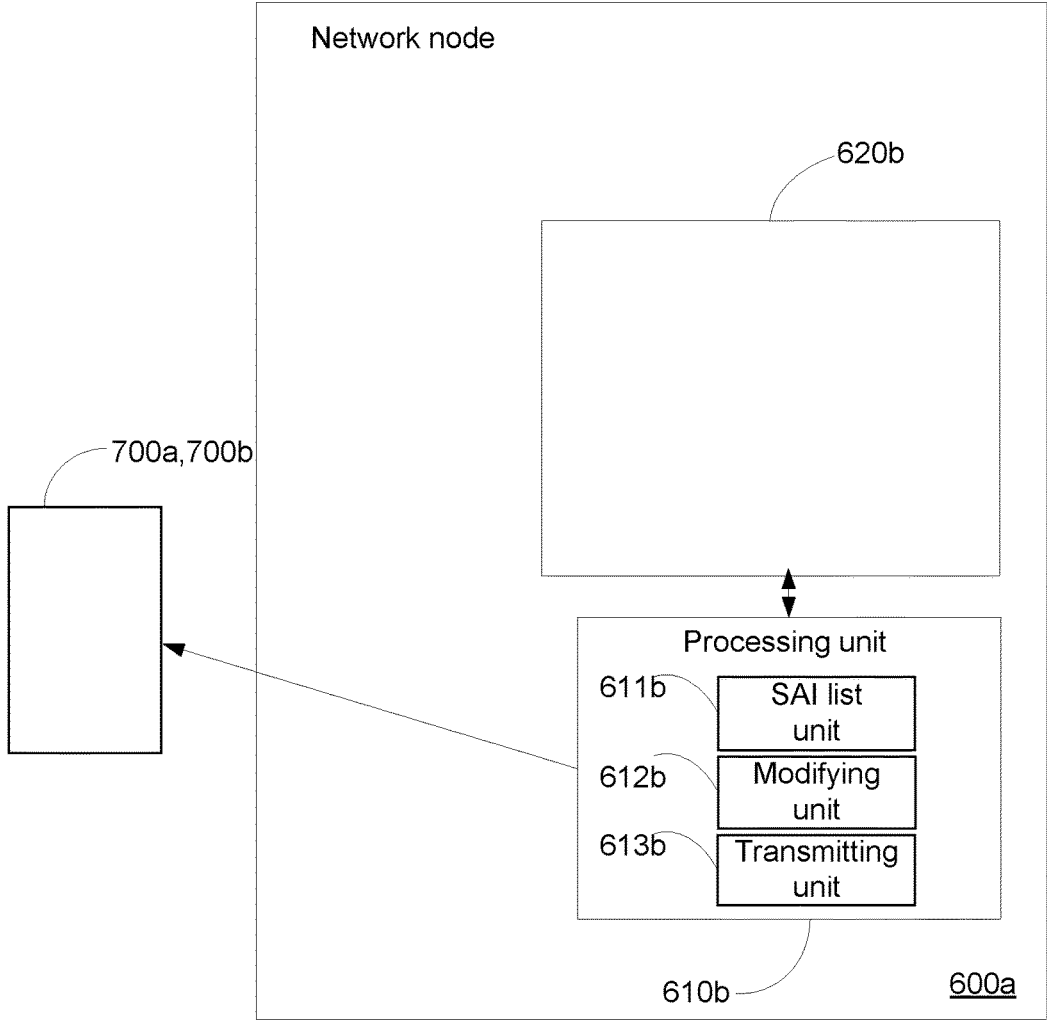 Network node
620b
700a,700b
Processing unit
611b
SAI list
unit
612b
Modifying
unit
613b
Transmitting
unit
610b
600a